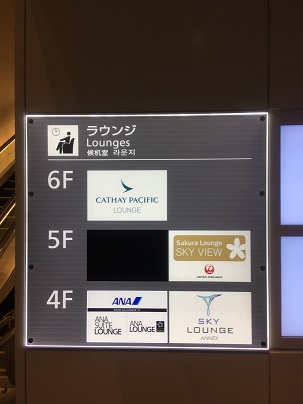 ラウンジ
Lounges
候机室 라운지
6F
CATHAY PACIFIC
LOUNGE
5F
Sakura Lounge
SKY VIEW
JAPAN AIRLINES
4F
ANA
ANA
SUITE
LOUNGE
ANA
LOUNGE
SKY
LOUNGE
ANNEX